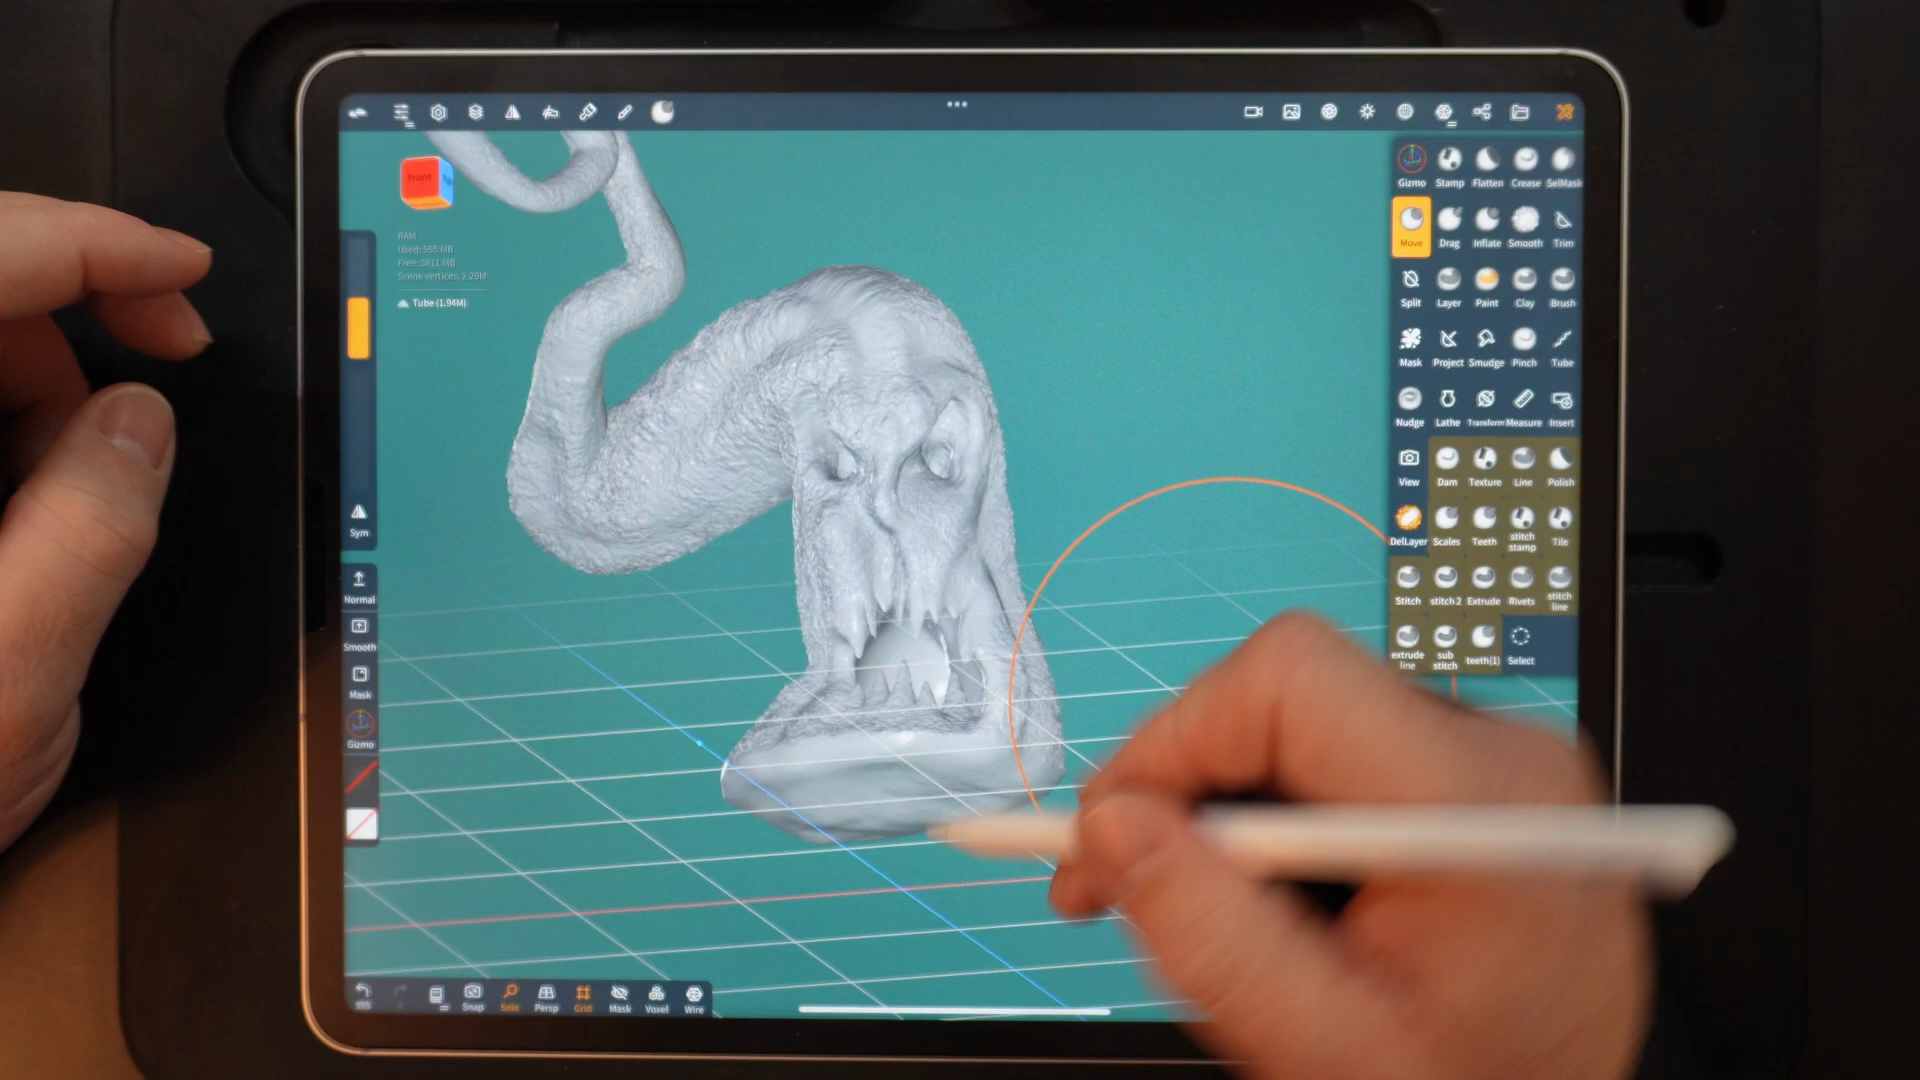 Front
RAM
Used: 955 MB
Free: 5811 MB
Scene vertices: 2.25M
Tube (1.94M)
Sym
Normal
Smooth
Mask
Gizmo
Gizmo Stamp Flatten Crease SelMask
Move Drag Inflate Smooth Trim
Split Layer Paint Clay Brush
Mask Project Smudge Pinch Tube
Nudge Lathe Transform Measure Insert
View Dam Texture Line Polish
DelLayer Scales Teeth stitch stamp Tile
Stitch stitch 2 Extrude Rivets stitch line
extrude line sub stitch teeth(1) Select
955 Snap Solo Persp Grid Mask Voxel Wire